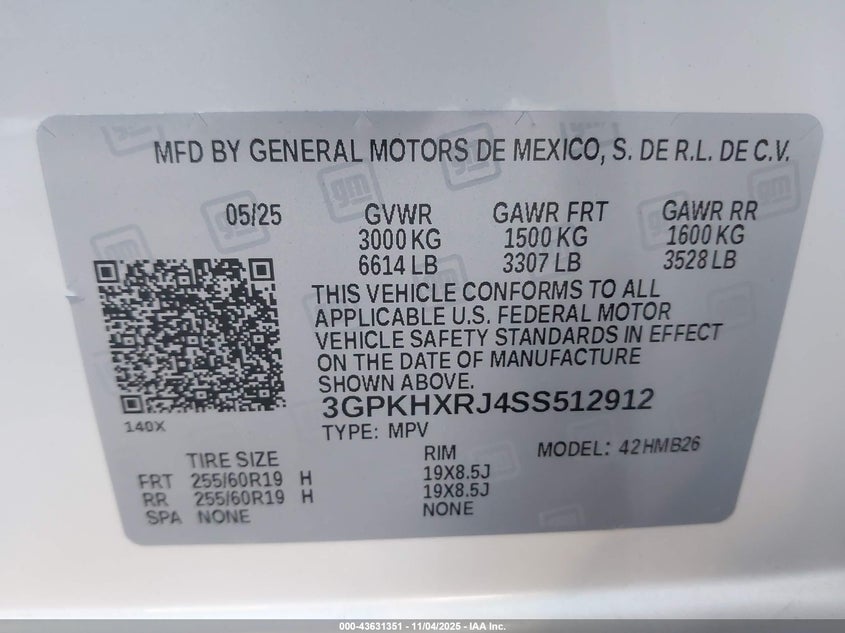 MFD BY GENERAL MOTORS DE MEXICO, S. DE R.L. DE C.V.
05/25 GVWR GAWR FRT GAWR RR
3000 KG 1500 KG 1600 KG
6614 LB 3307 LB 3528 LB
THIS VEHICLE CONFORMS TO ALL
APPLICABLE U.S. FEDERAL MOTOR
VEHICLE SAFETY STANDARDS IN EFFECT
ON THE DATE OF MANUFACTURE
SHOWN ABOVE.
3GPKHXRJ4SS512912
140X
TYPE: MPV
MODEL: 42HMB26
TIRE SIZE RIM
FRT 255/60R19 H 19X8.5J
RR 255/60R19 H 19X8.5J
SPA NONE NONE
gm
000-43631351 - 11/04/2025 - IAA Inc.